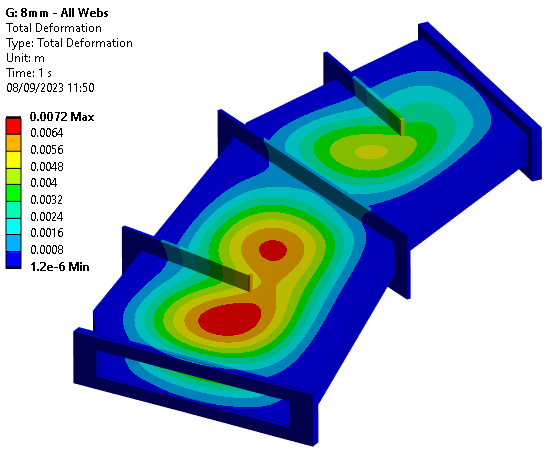 G: 8mm - All Webs
Total Deformation
Type: Total Deformation
Unit: m
Time: 1 s
08/09/2023 11:50
0.0072 Max
0.0064
0.0056
0.0048
0.004
0.0032
0.0024
0.0016
0.0008
1.2e-6 Min